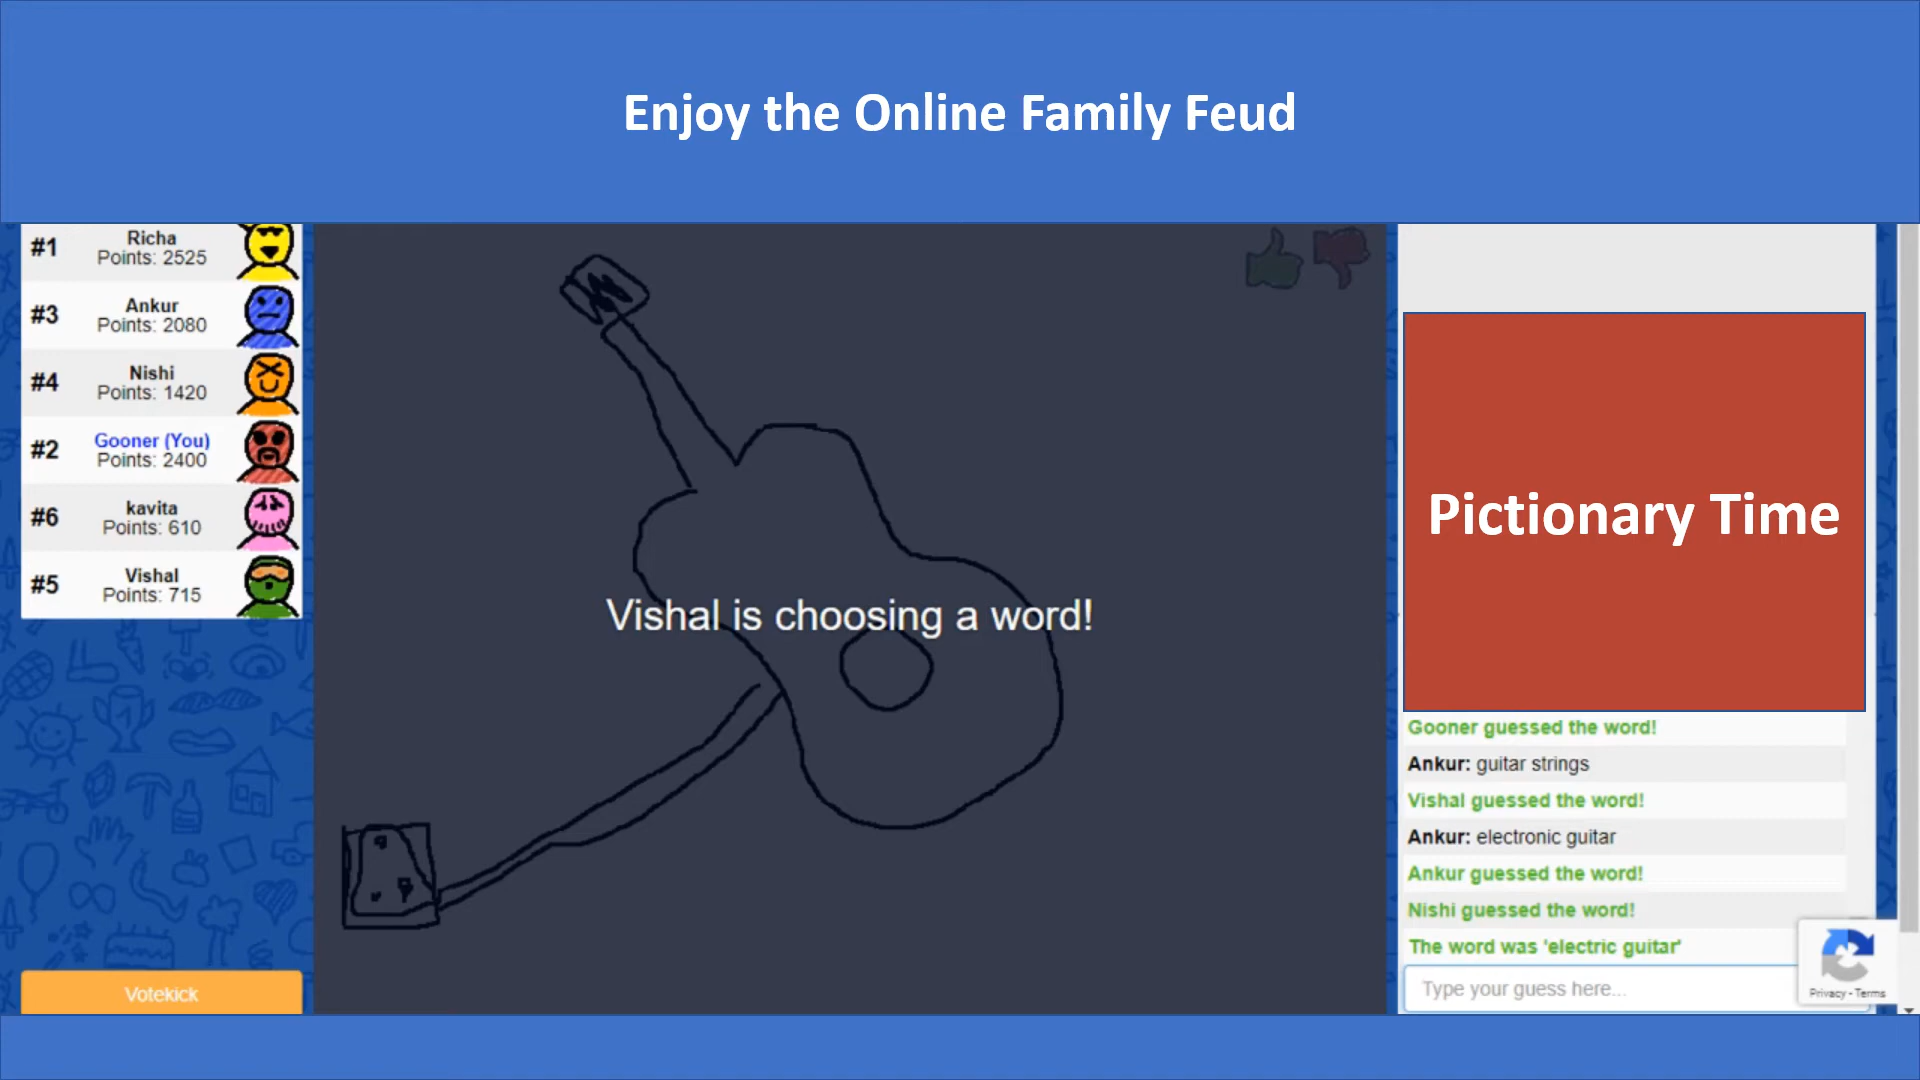 Enjoy the Online Family Feud
#1
Richa
Points: 2525
#3
Ankur
Points: 2080
#4
Nishi
Points: 1420
#2
Gooner (You)
Points: 2400
#6
kavita
Points: 610
#5
Vishal
Points: 715
Votekick
Vishal is choosing a word!
Pictionary Time
Gooner guessed the word!
Ankur: guitar strings
Vishal guessed the word!
Ankur: electronic guitar
Ankur guessed the word!
Nishi guessed the word!
The word was 'electric guitar'
Type your guess here...
Privacy - Terms